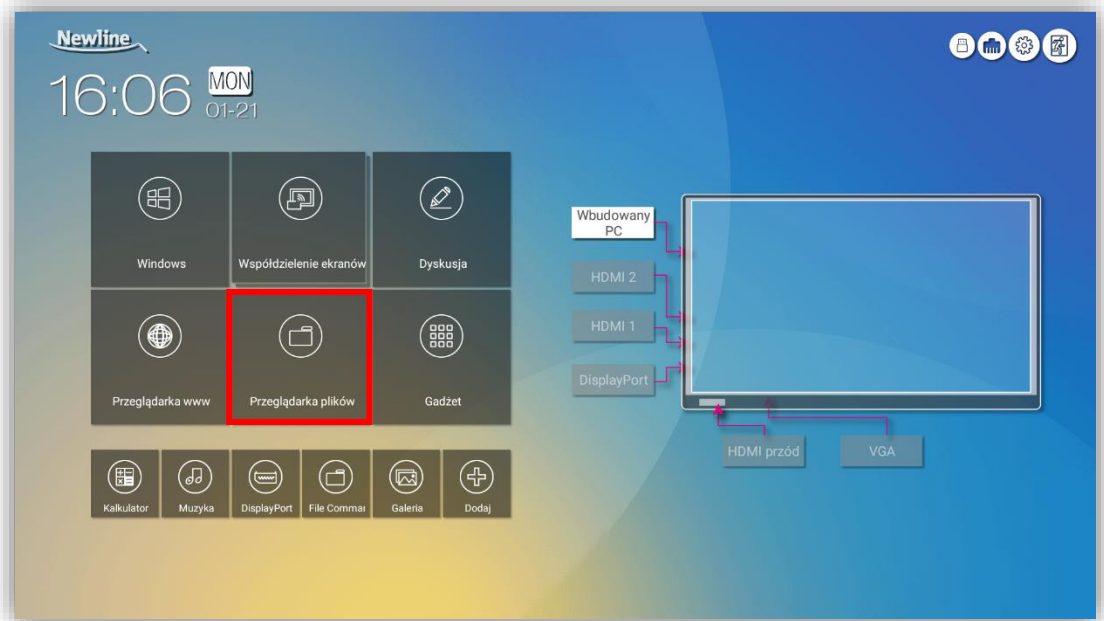 Newline
16:06 MON
01-21
Windows
Współdzielenie ekranów
Dyskusja
Przeglądarka www
Przeglądarka plików
Gadżet
Kalkulator
Muzyka
DisplayPort
File Comman
Galeria
Dodaj
Wbudowany
PC
HDMI 2
HDMI 1
DisplayPort
HDMI przód
VGA